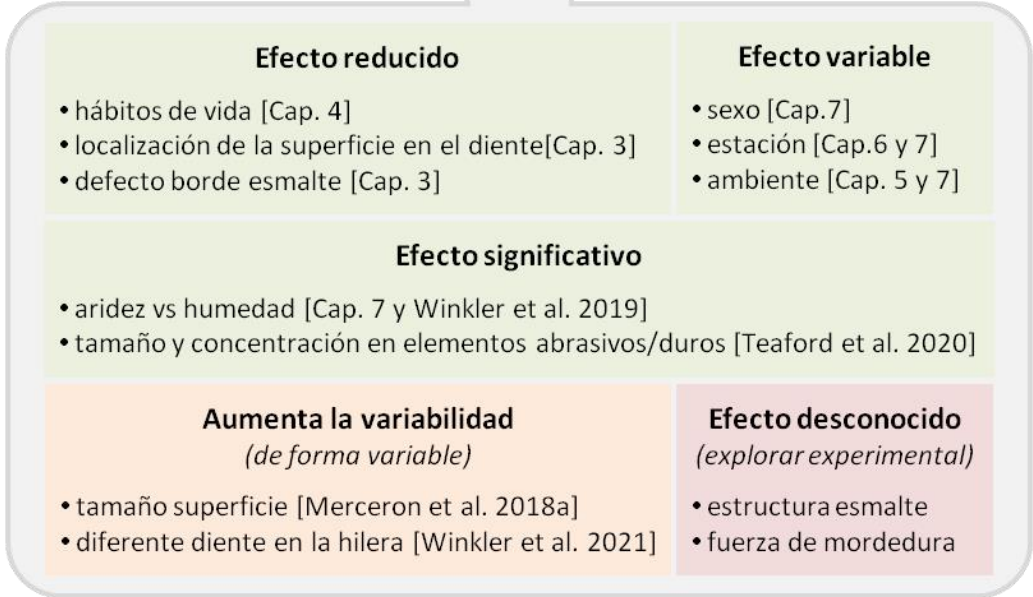 Efecto reducido
• hábitos de vida [Cap. 4]
• localización de la superficie en el diente[Cap. 3]
• defecto borde esmalte [Cap. 3]
Efecto variable
• sexo [Cap.7]
• estación [Cap.6 y 7]
• ambiente [Cap. 5 y 7]
Efecto significativo
• aridez vs humedad [Cap. 7 y Winkler et al. 2019]
• tamaño y concentración en elementos abrasivos/duros [Teaford et al. 2020]
Aumenta la variabilidad
(de forma variable)
• tamaño superficie [Merceron et al. 2018a]
• diferente diente en la hilera [Winkler et al. 2021]
Efecto desconocido
(explorar experimental)
• estructura esmalte
• fuerza de mordedura